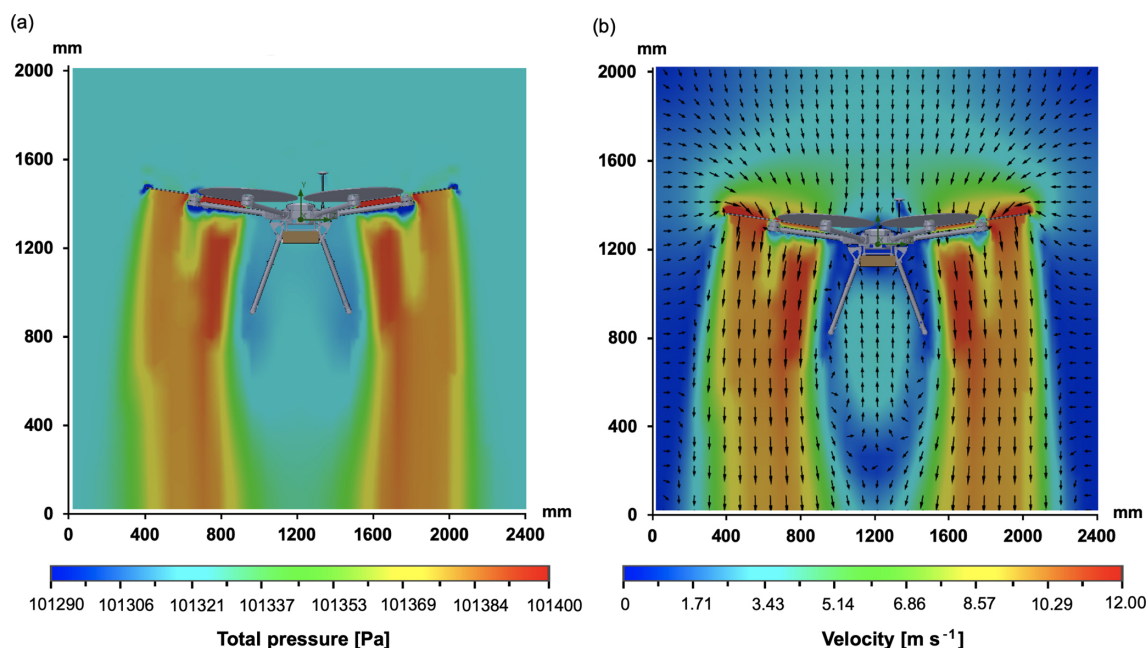 (a)
mm
2000
1600
1200
800
400
0
0 400 800 1200 1600 2000 2400
mm
101290 101306 101321 101337 101353 101369 101384 101400
Total pressure [Pa]
(b)
mm
2000
1600
1200
800
400
0
0 400 800 1200 1600 2000 2400
mm
0 1.71 3.43 5.14 6.86 8.57 10.29 12.00
Velocity [m s⁻¹]